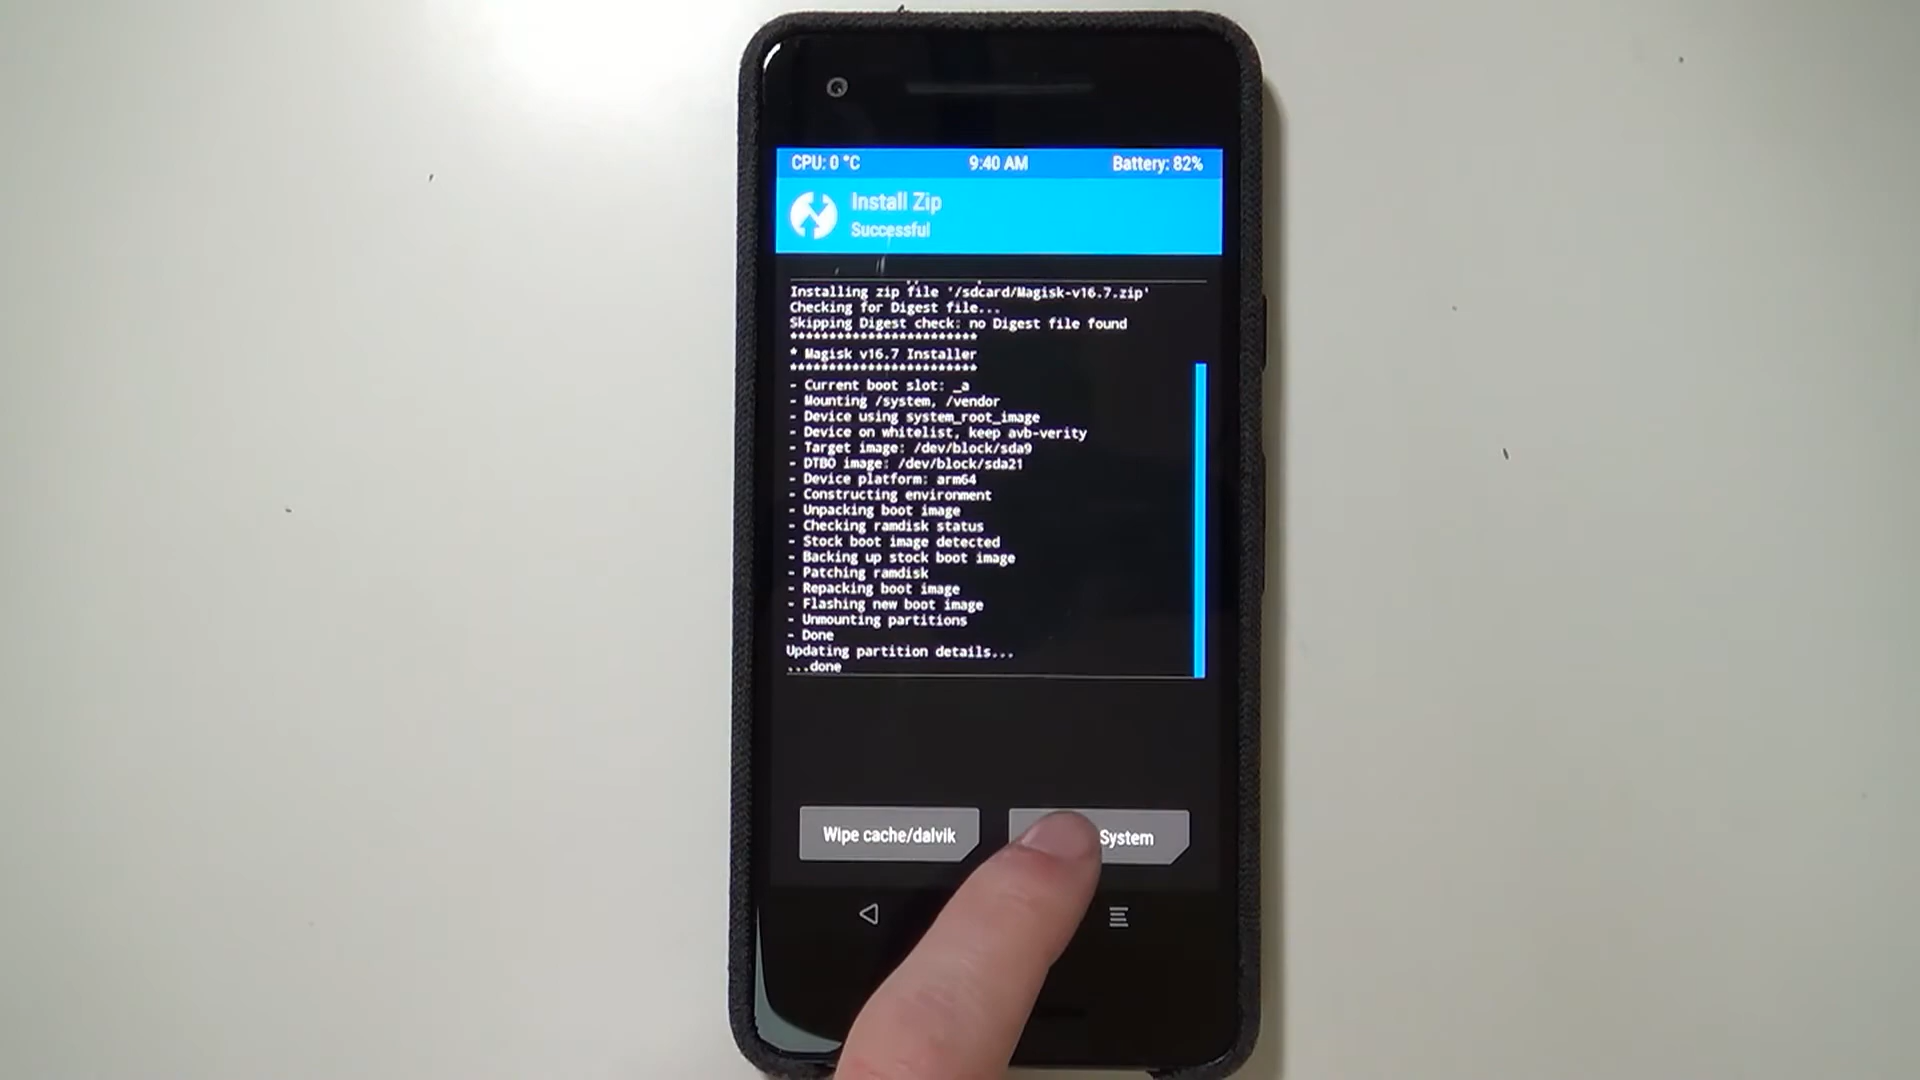 CPU: 0 °C 9:40 AM Battery: 82%
Install Zip
Successful
Installing zip file '/sdcard/Magisk-v16.7.zip'
Checking for Digest file...
Skipping Digest check: no Digest file found
************************
* Magisk v16.7 Installer
************************
- Current boot slot: _a
- Mounting /system, /vendor
- Device using system_root_image
- Device on whitelist, keep avb-verity
- Target image: /dev/block/sda9
- DTBO image: /dev/block/sda21
- Device platform: arm64
- Constructing environment
- Unpacking boot image
- Checking ramdisk status
- Stock boot image detected
- Backing up stock boot image
- Patching ramdisk
- Repacking boot image
- Flashing new boot image
- Unmounting partitions
- Done
Updating partition details...
...done
Wipe cache/dalvik
System